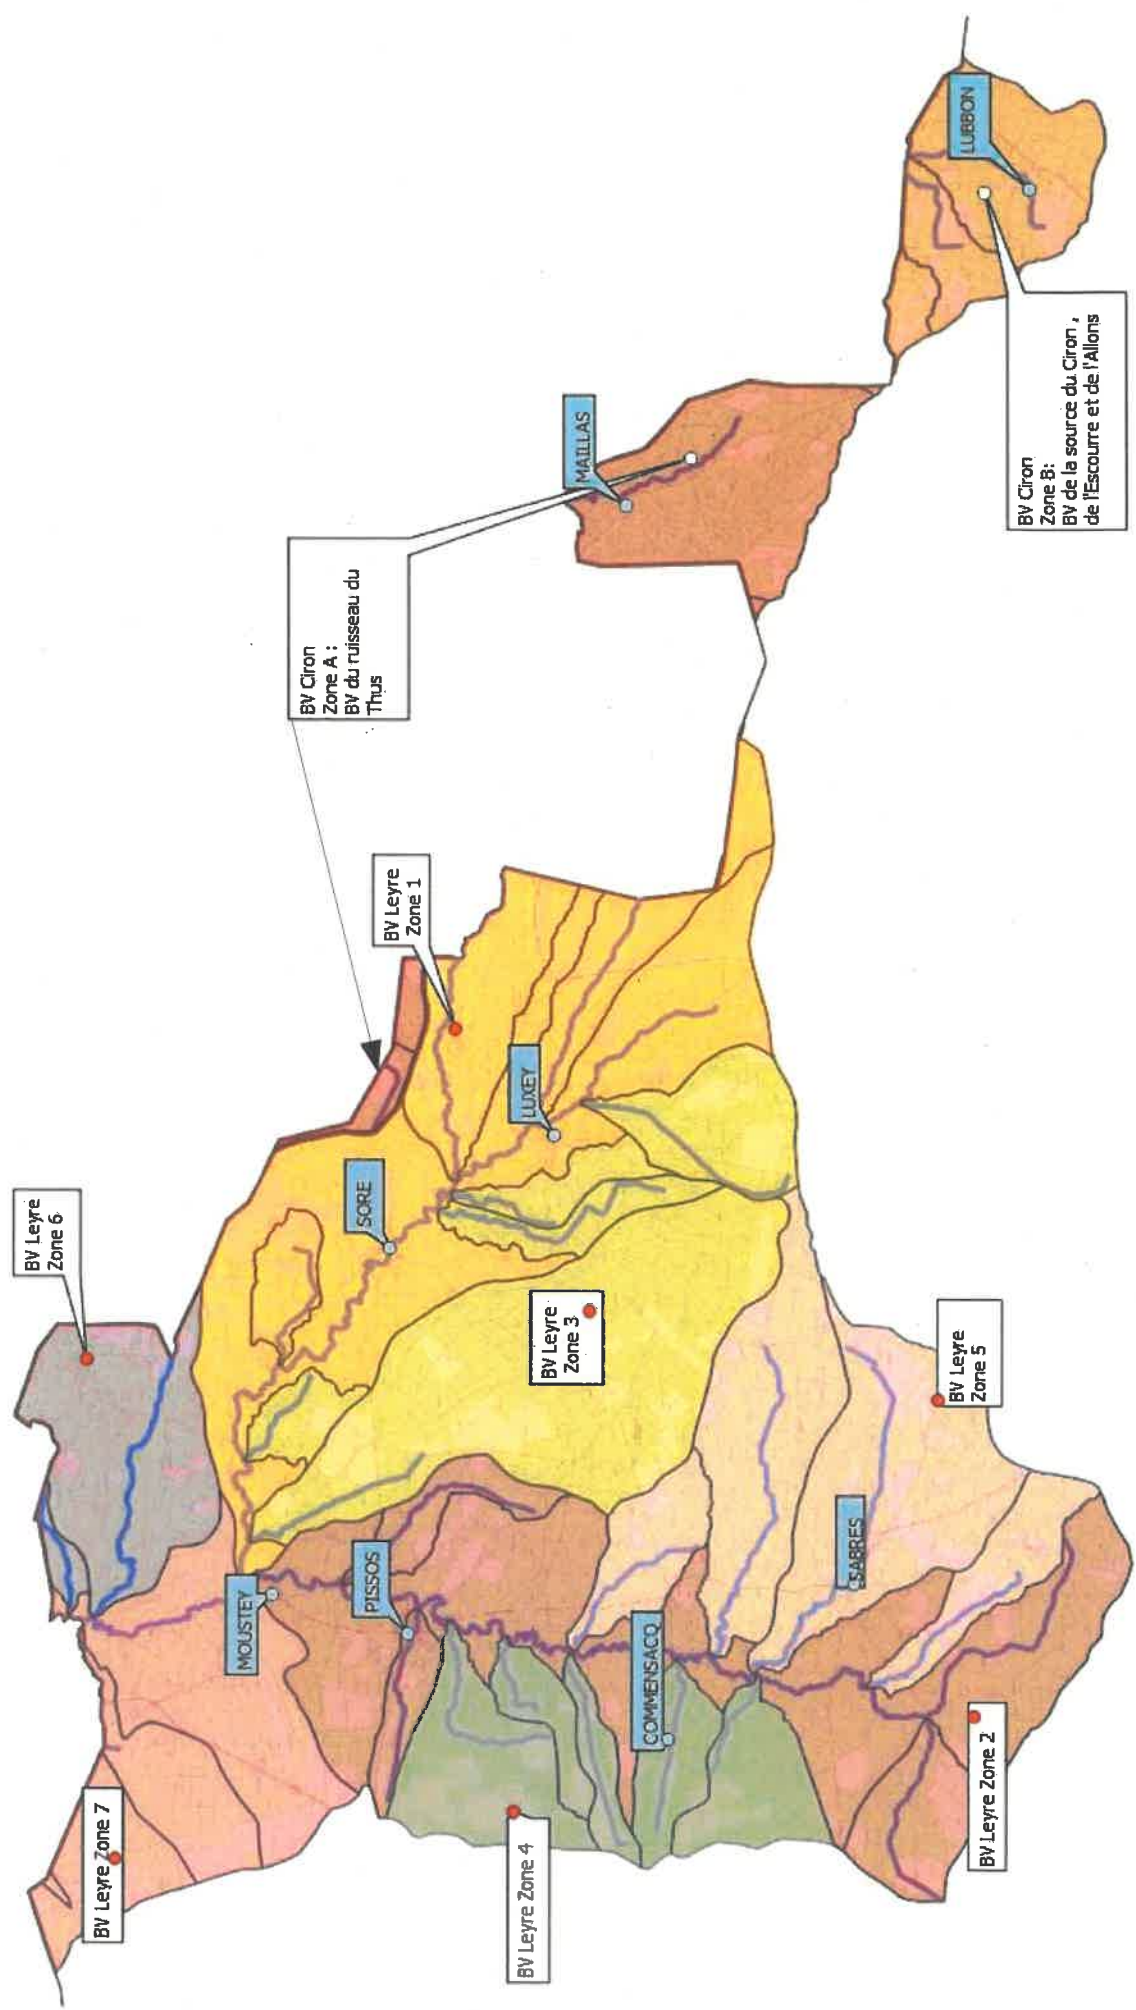 BV Leyre Zone 7
BV Leyre
Zone 6
MOUSTEY
SORE
BV Leyre
Zone 1
BV Ciron
Zone A :
BV du ruisseau du
Thus
PISSOS
LUXEY
MAILLAS
BV Leyre Zone 4
BV Leyre
Zone 3
COMMENSACQ
SABRES
BV Leyre Zone 2
BV Leyre
Zone 5
LUBBON
BV Ciron
Zone B:
BV de la source du Ciron ,
de l'Escourre et de l'Allons